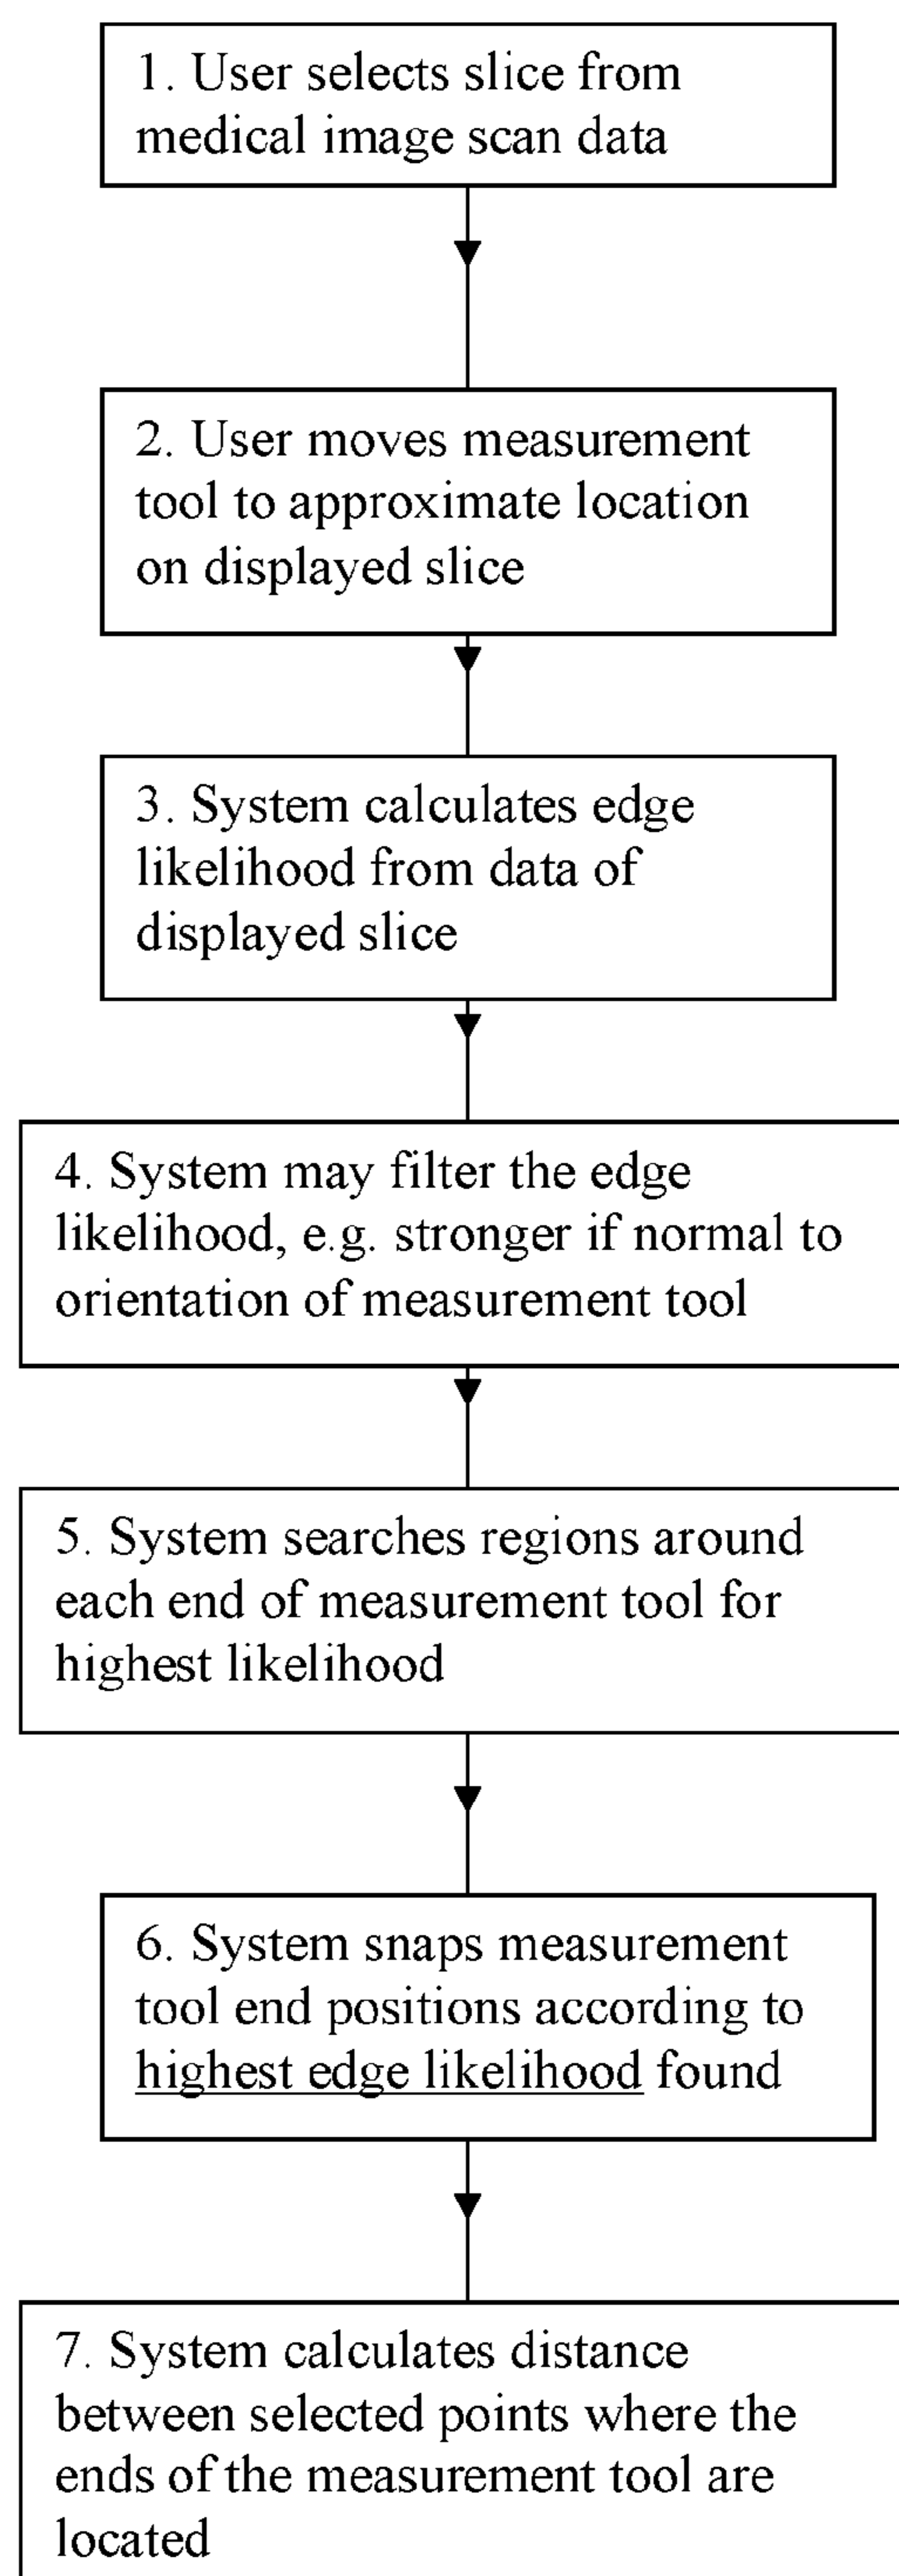 1. User selects slice from
medical image scan data
2. User moves measurement
tool to approximate location
on displayed slice
3. System calculates edge
likelihood from data of
displayed slice
4. System may filter the edge
likelihood, e.g. stronger if normal to
orientation of measurement tool
5. System searches regions around
each end of measurement tool for
highest likelihood
6. System snaps measurement
tool end positions according to
highest edge likelihood found
7. System calculates distance
between selected points where the
ends of the measurement tool are
located